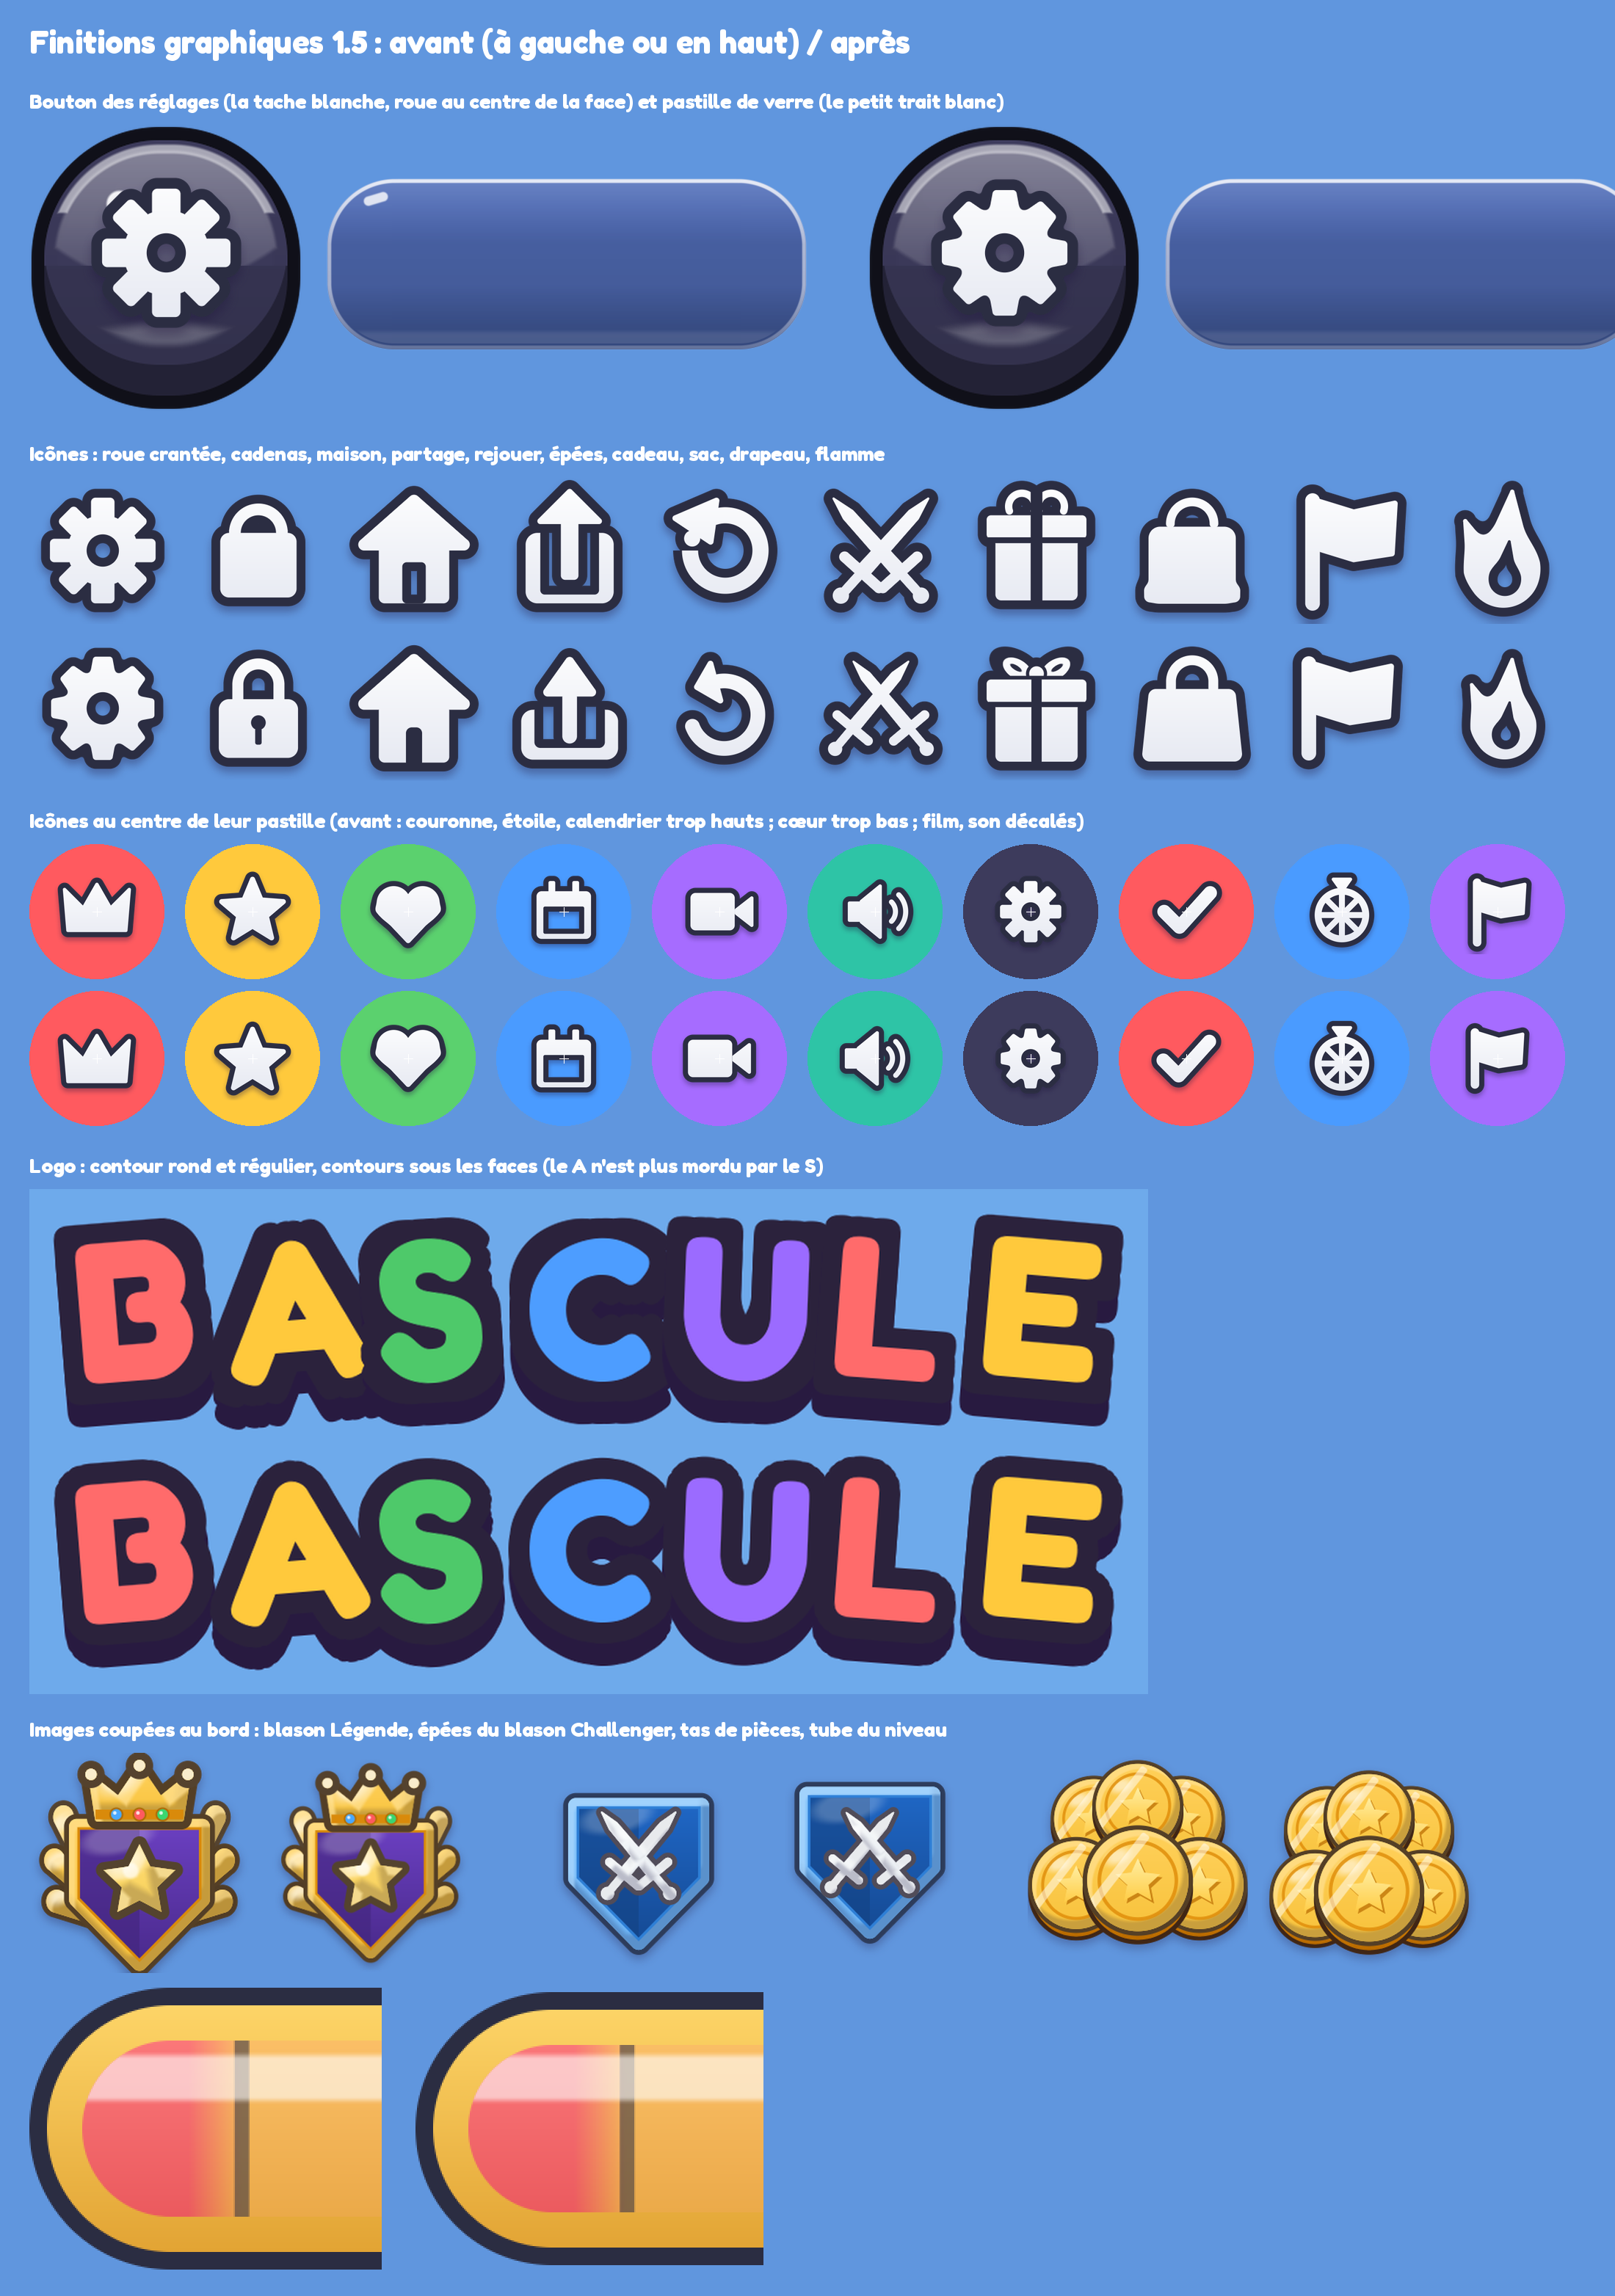 Finitions graphiques 1.5 : avant (à gauche ou en haut) / après
Bouton des réglages (la tache blanche, roue au centre de la face) et pastille de verre (le petit trait blanc)
Icônes : roue crantée, cadenas, maison, partage, rejouer, épées, cadeau, sac, drapeau, flamme
Icônes au centre de leur pastille (avant : couronne, étoile, calendrier trop hauts ; cœur trop bas ; film, son décalés)
Logo : contour rond et régulier, contours sous les faces (le A n'est plus mordu par le S)
BASCULE
BASCULE
Images coupées au bord : blason Légende, épées du blason Challenger, tas de pièces, tube du niveau